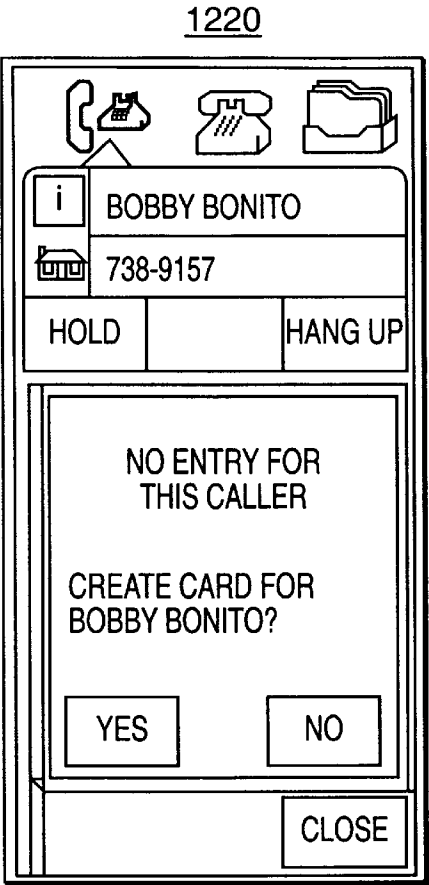 1220
i
BOBBY BONITO
738-9157
HOLD
HANG UP
NO ENTRY FOR
THIS CALLER
CREATE CARD FOR
BOBBY BONITO?
YES
NO
CLOSE